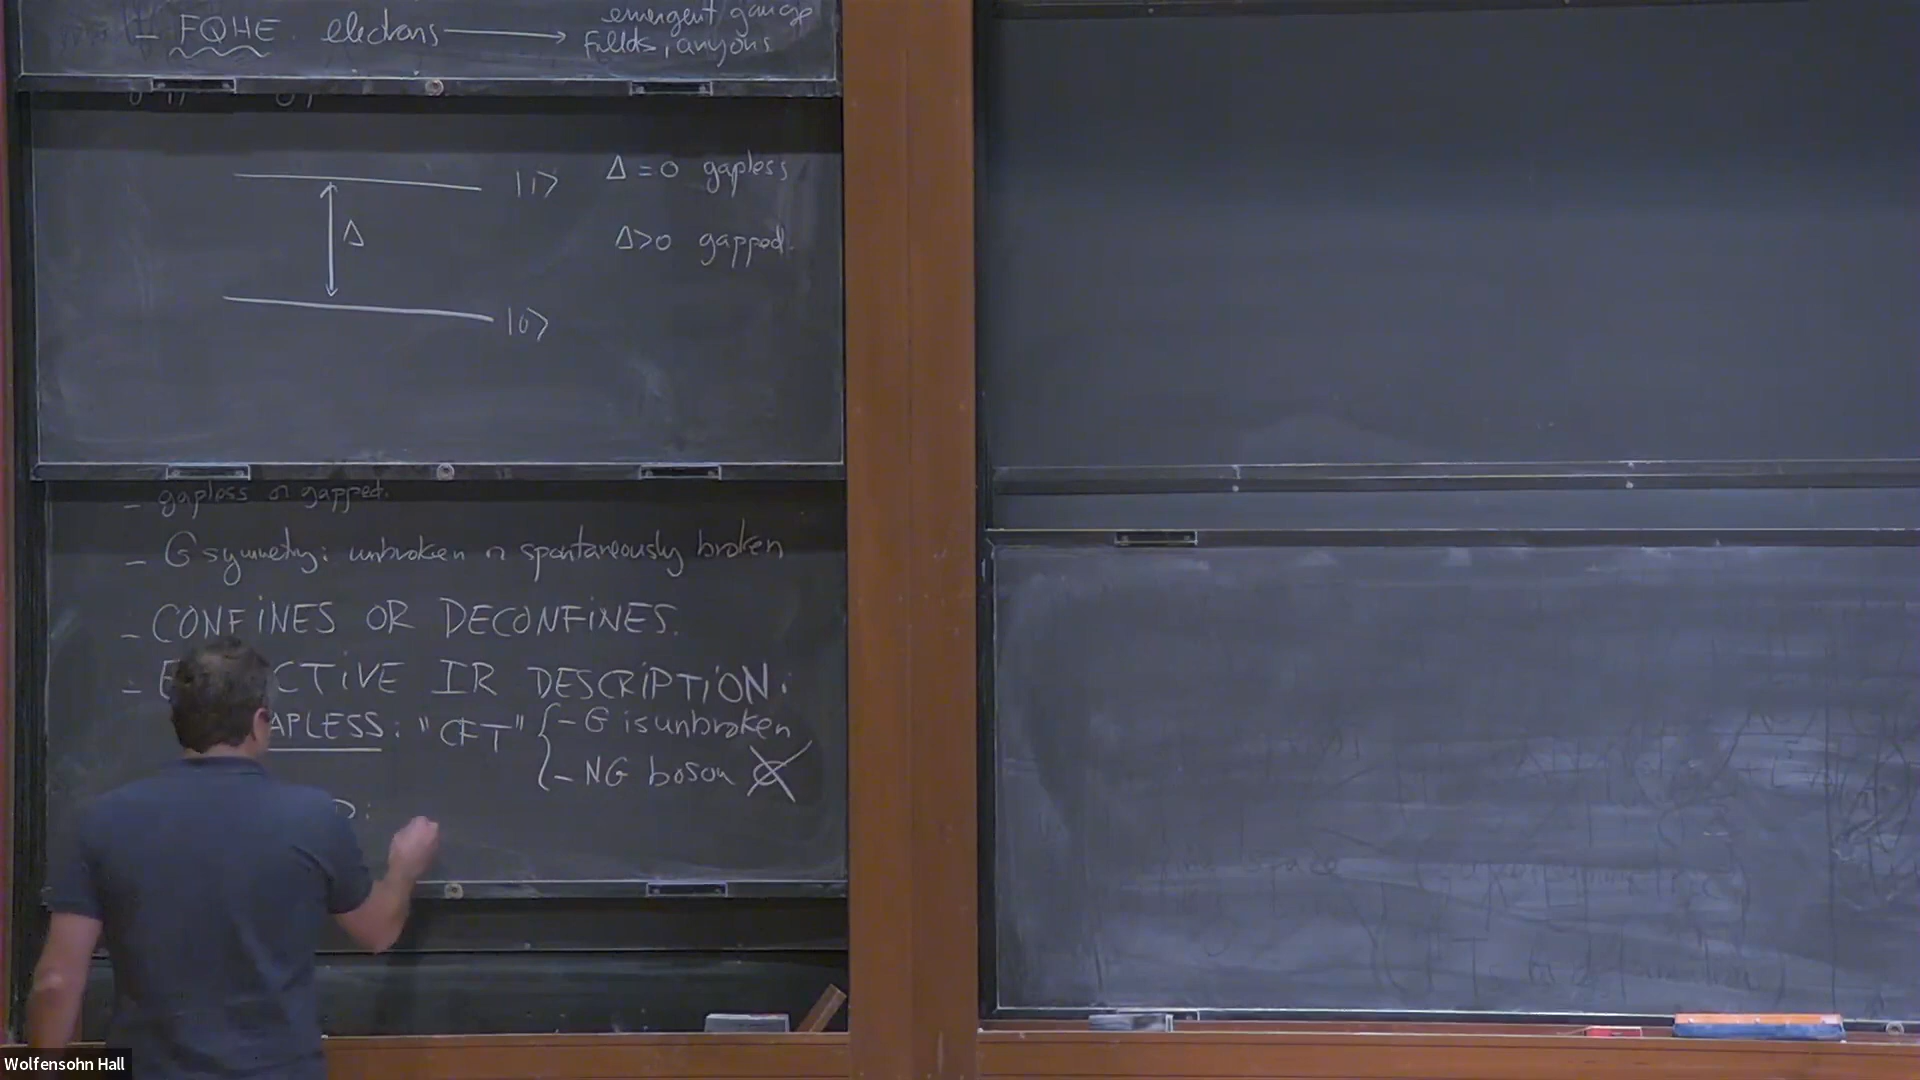 - FQHE. electrons → emergent gauge
fields, anyons
|1> Δ = 0 gapless
Δ
Δ>0 gapped.
|0>
- gapless or gapped.
- G symmetry: unbroken or spontaneously broken
- CONFINES OR DECONFINES.
- IR DESCRIPTION:
APLESS: "CFT" { - G is unbroken
- NG boson
D:
Wolfensohn Hall